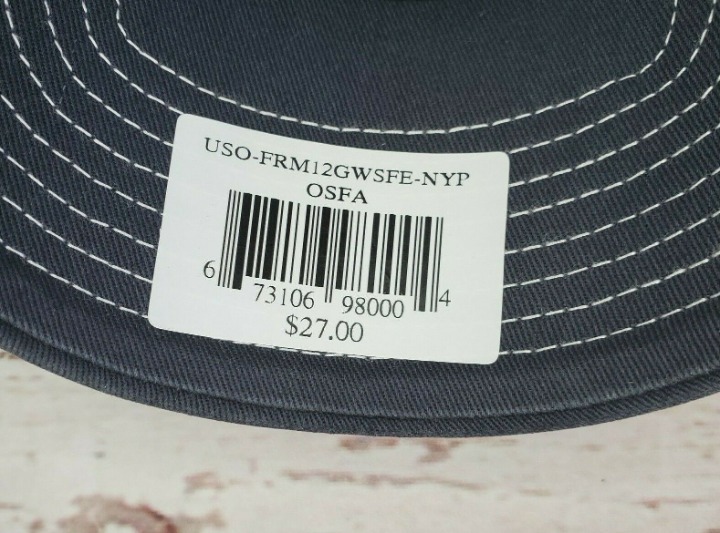 USO-FRM12GWSFE-NYP
OSFA
6 73106 98000 4
$27.00